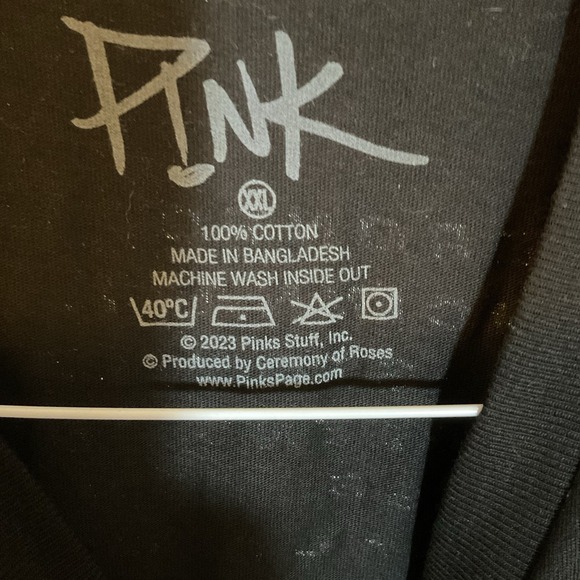 P!NK
XXL
100% COTTON
MADE IN BANGLADESH
MACHINE WASH INSIDE OUT
40ºC
© 2023 Pinks Stuff, Inc.
© Produced by Ceremony of Roses
www.PinksPage.com